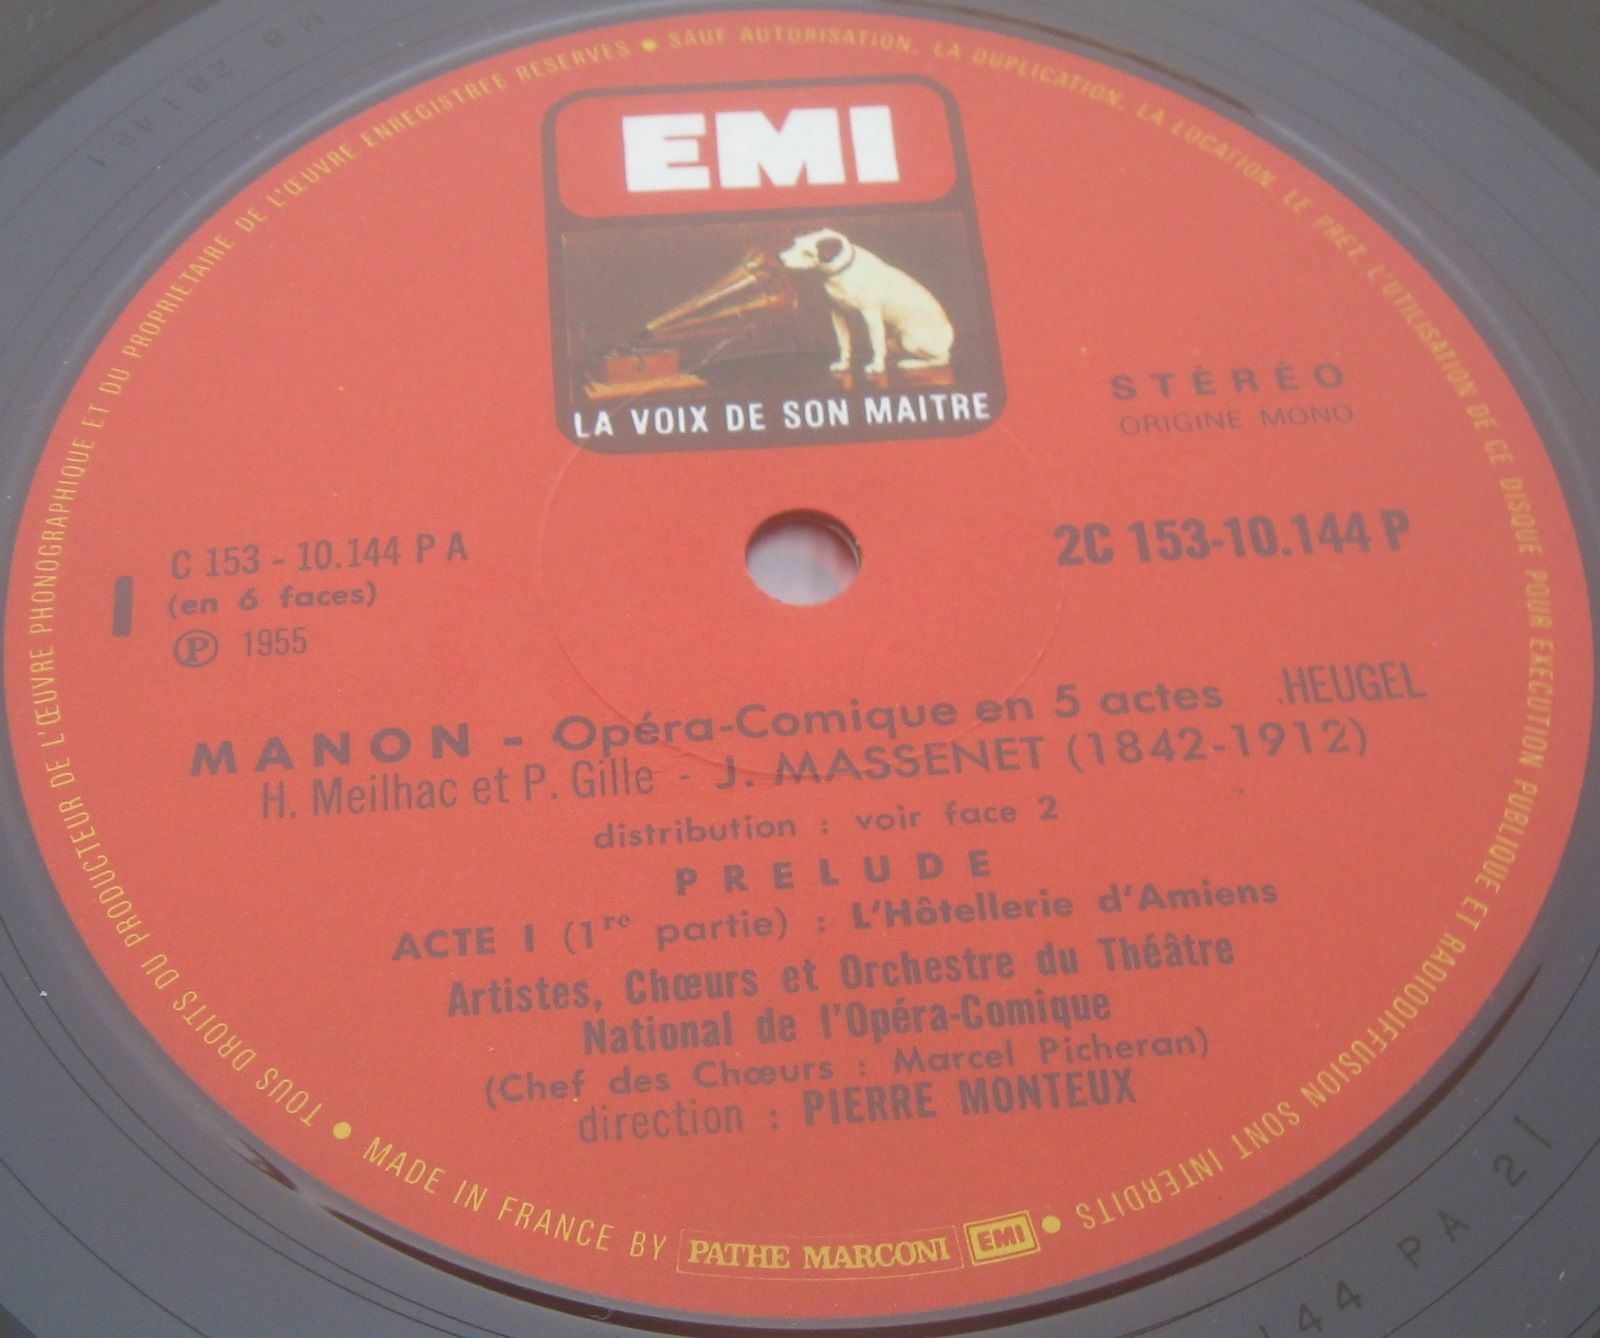 EMI
LA VOIX DE SON MAITRE
STÉRÉO
ORIGINE MONO
C 153 - 10.144 P A
(en 6 faces)
I
Ⓟ 1955
2C 153-10.144 P
MANON - Opéra-Comique en 5 actes .HEUGEL
H. Meilhac et P. Gille - J. MASSENET (1842-1912)
distribution : voir face 2
PRELUDE
ACTE I (1re partie) : L'Hôtellerie d'Amiens
Artistes, Chœurs et Orchestre du Théâtre
National de l'Opéra-Comique
(Chef des Chœurs : Marcel Picheran)
direction : PIERRE MONTEUX
TOUS DROITS DU PRODUCTEUR DE L'ŒUVRE PHONOGRAPHIQUE ET DU PROPRIETAIRE DE L'ŒUVRE ENREGISTREE RESERVES • SAUF AUTORISATION, LA DUPLICATION, LA LOCATION, LE PRET, L'UTILISATION DE CE DISQUE POUR EXECUTION PUBLIQUE ET RADIODIFFUSION SONT INTERDITS •
MADE IN FRANCE BY PATHE MARCONI EMI
44 PA 21